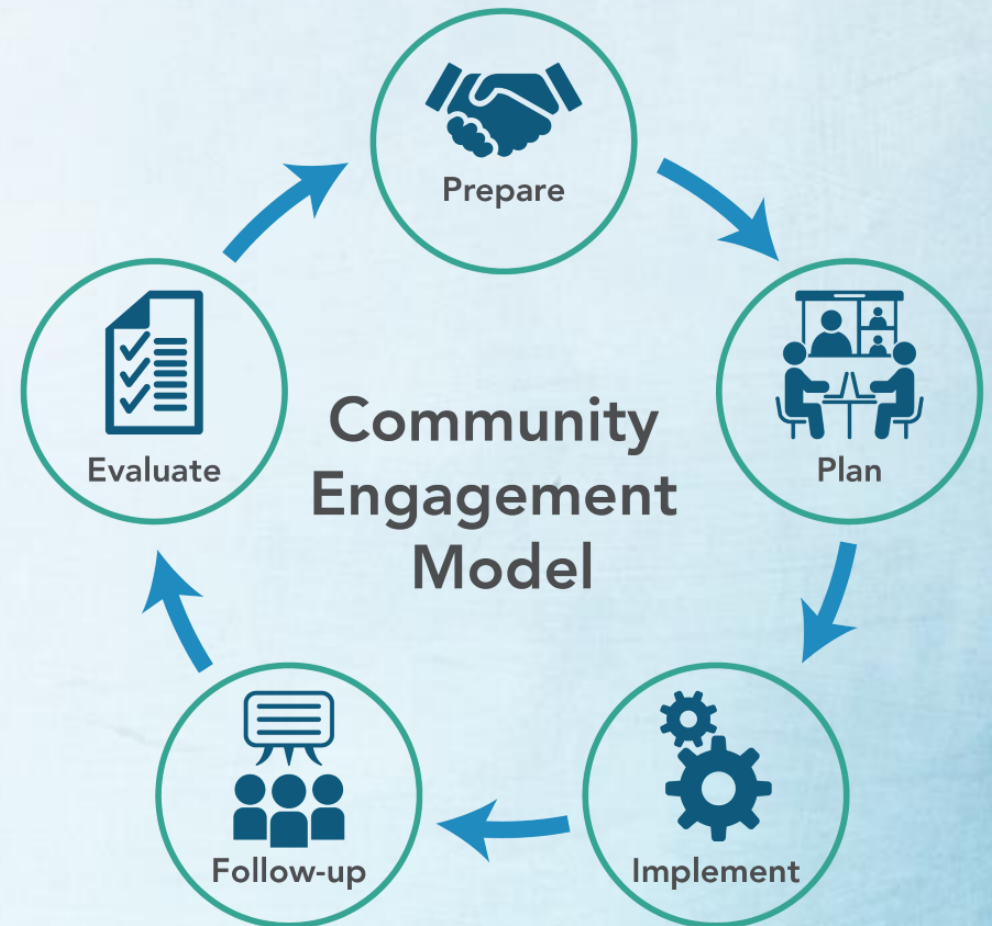 Prepare
Plan
Implement
Follow-up
Evaluate
Community
Engagement
Model